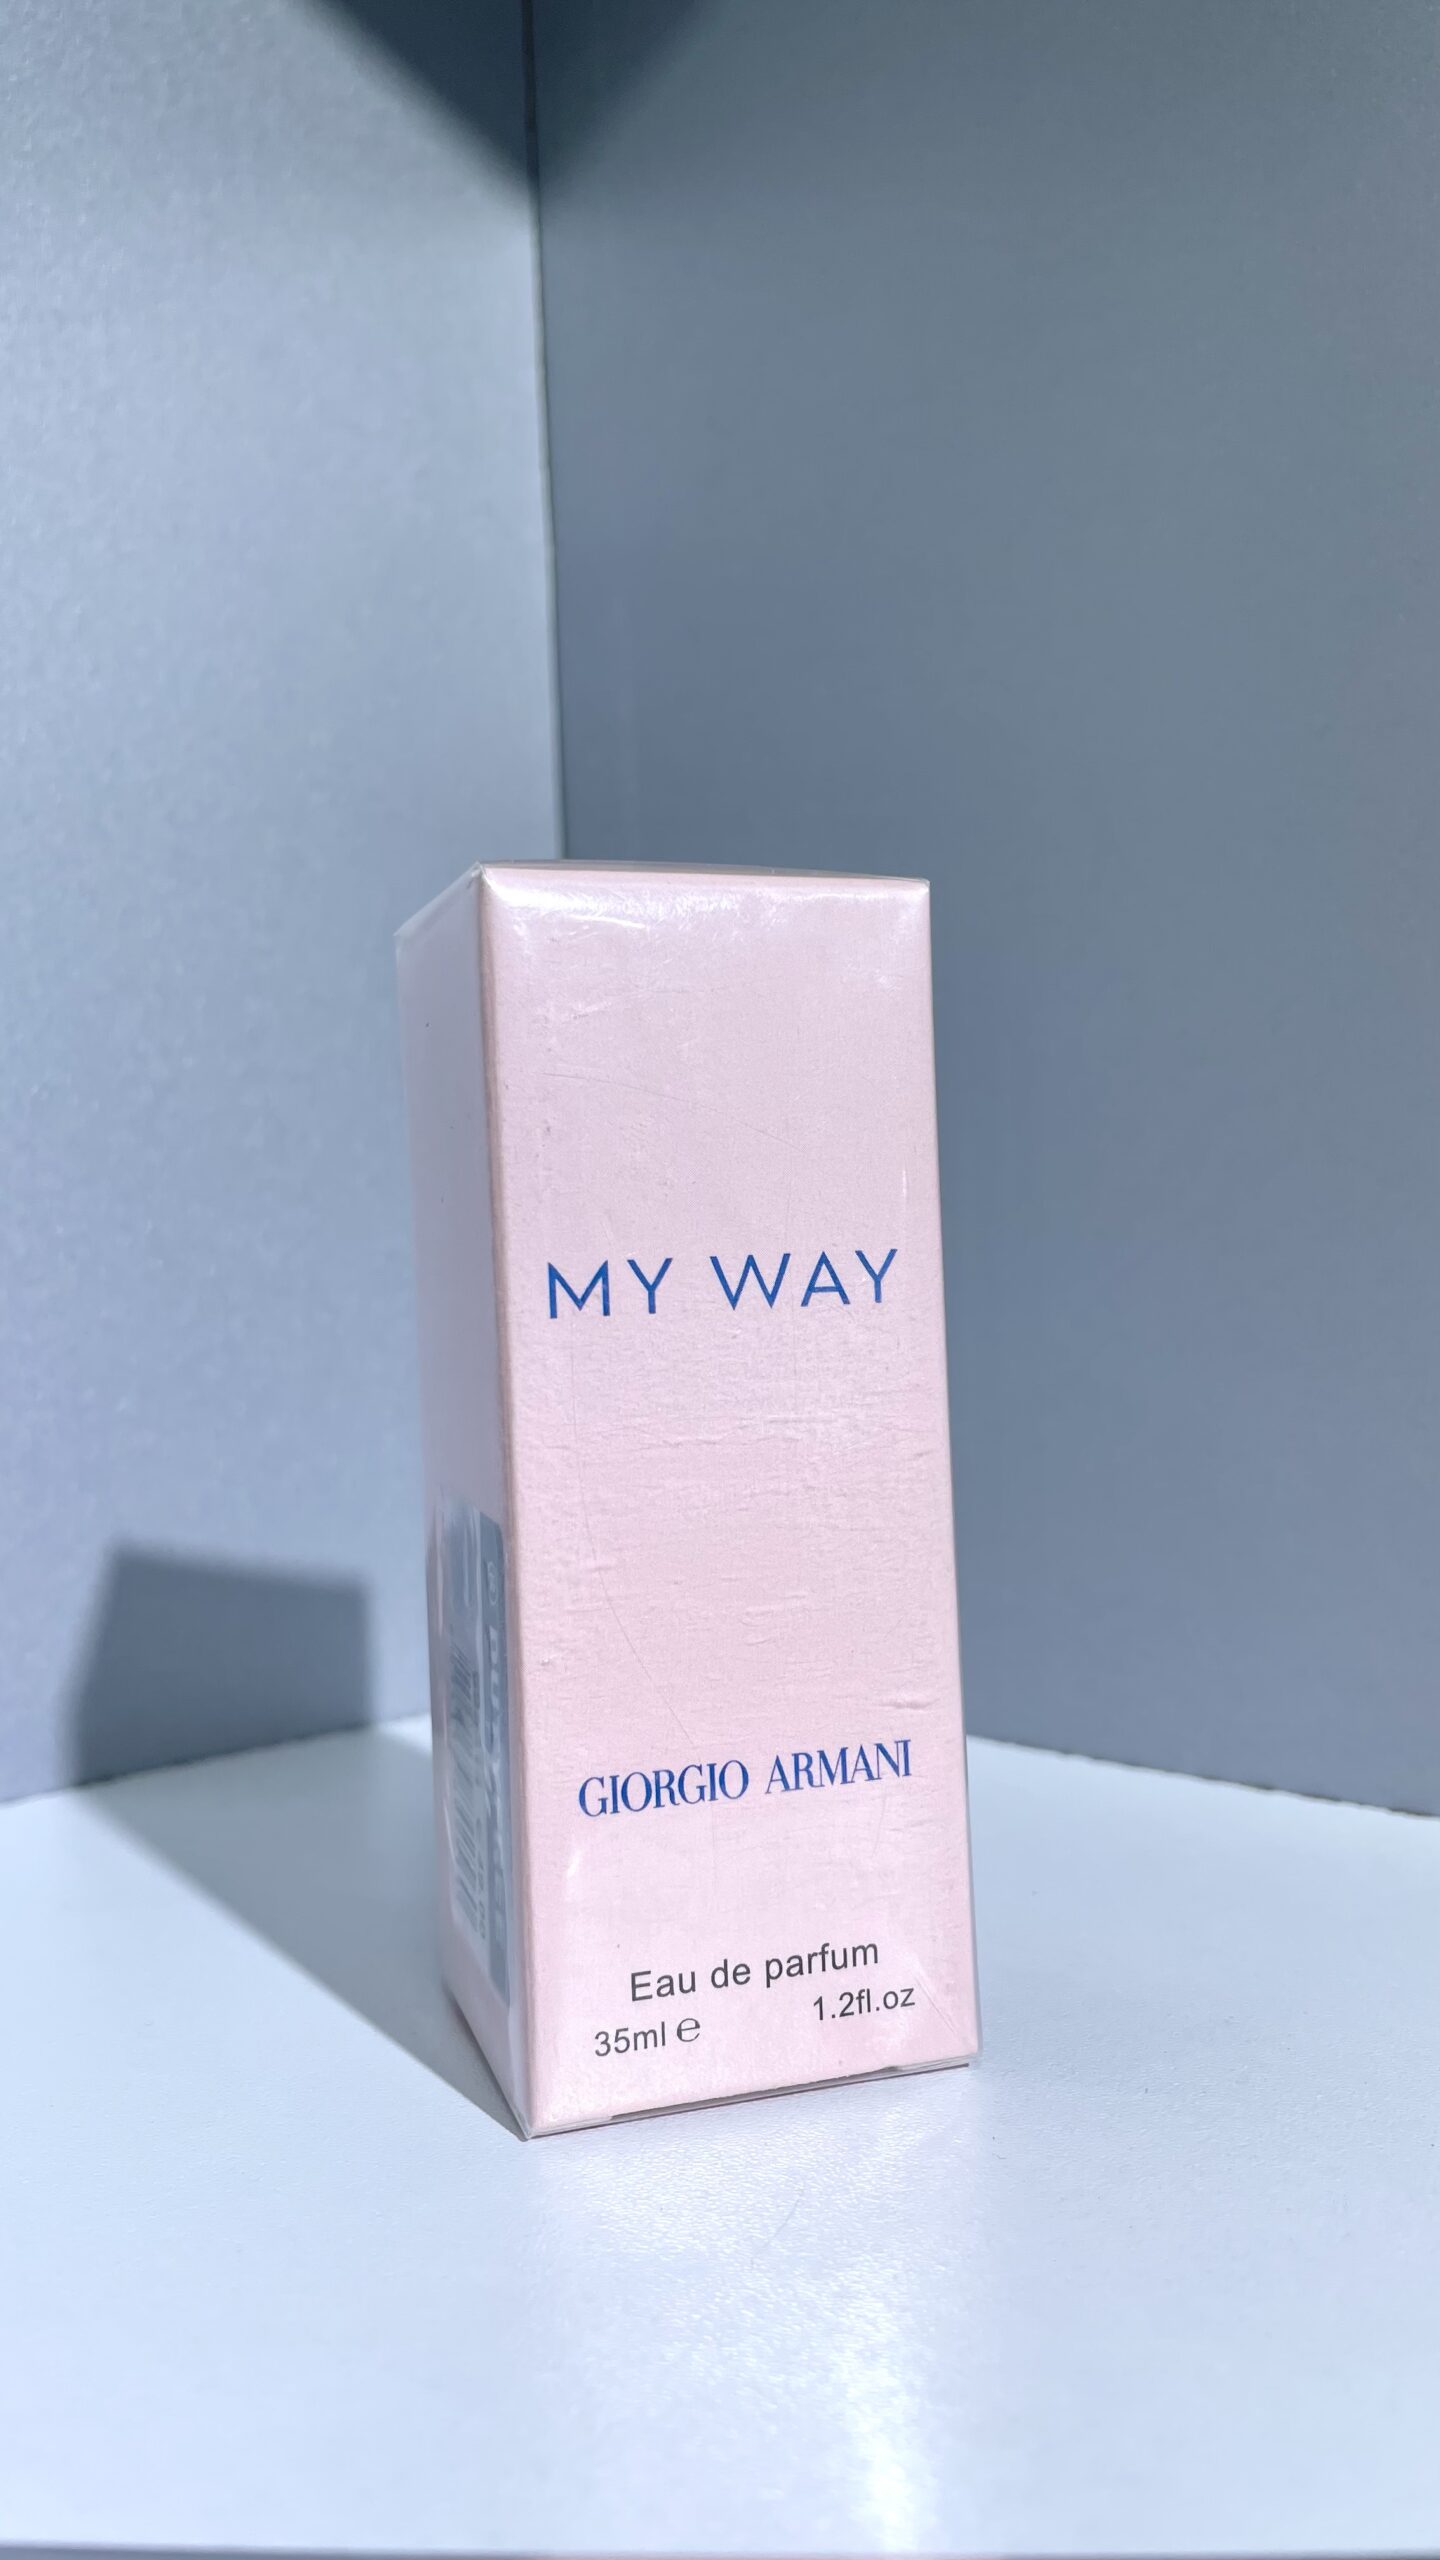 MY WAY
GIORGIO ARMANI
Eau de parfum
35ml ℮ 1.2fl.oz